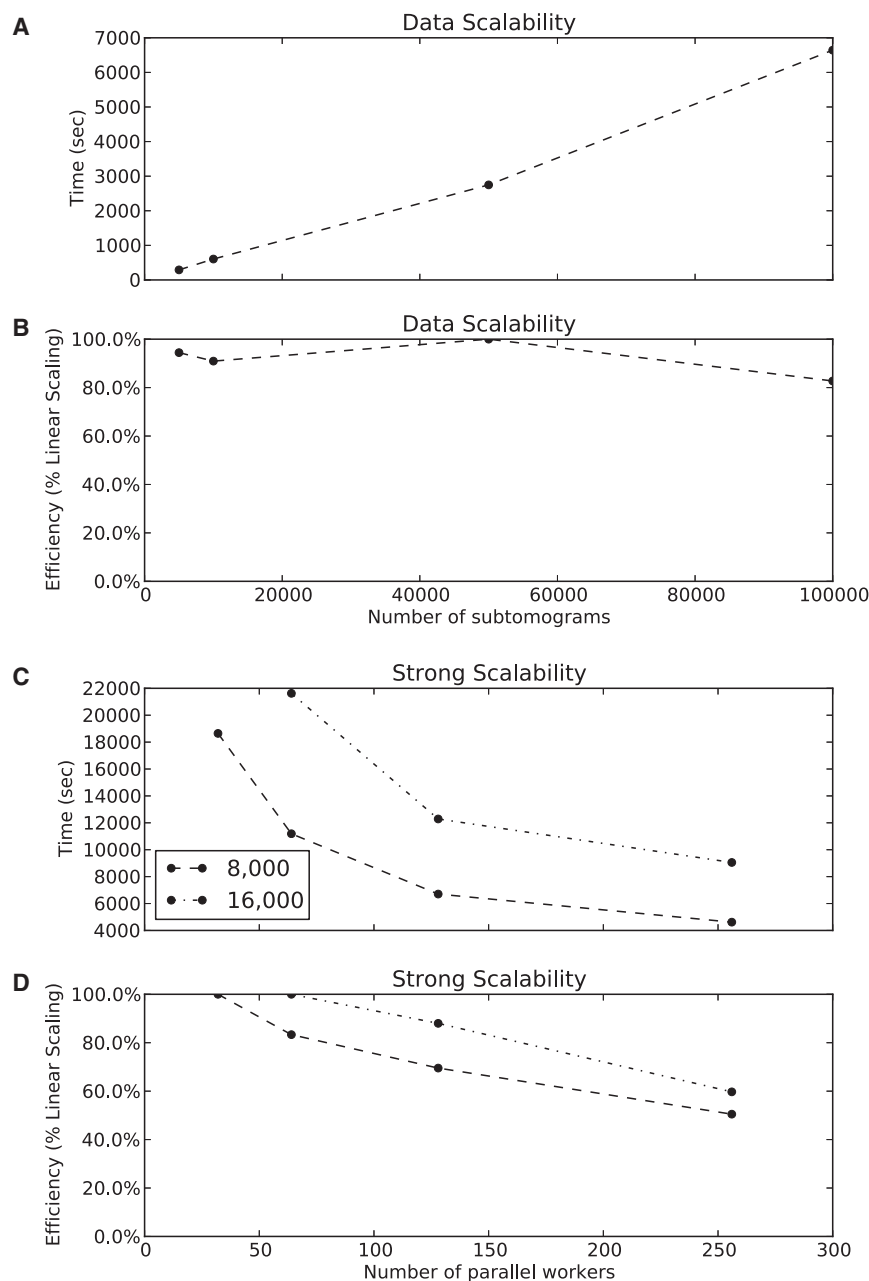 A
Data Scalability
Time (sec)
7000
6000
5000
4000
3000
2000
1000
0
B
Data Scalability
Efficiency (% Linear Scaling)
100.0%
80.0%
60.0%
40.0%
20.0%
0.0%
0 20000 40000 60000 80000 100000
Number of subtomograms
C
Strong Scalability
Time (sec)
22000
20000
18000
16000
14000
12000
10000
8000
6000
4000
8,000
16,000
D
Strong Scalability
Efficiency (% Linear Scaling)
100.0%
80.0%
60.0%
40.0%
20.0%
0.0%
0 50 100 150 200 250 300
Number of parallel workers